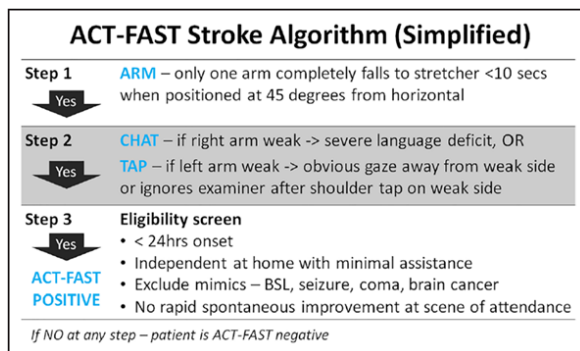 ACT-FAST Stroke Algorithm (Simplified)
Step 1
ARM – only one arm completely falls to stretcher <10 secs
when positioned at 45 degrees from horizontal
Yes
Step 2
CHAT – if right arm weak -> severe language deficit, OR
TAP – if left arm weak -> obvious gaze away from weak side
or ignores examiner after shoulder tap on weak side
Yes
Step 3
Eligibility screen
• < 24hrs onset
• Independent at home with minimal assistance
• Exclude mimics – BSL, seizure, coma, brain cancer
• No rapid spontaneous improvement at scene of attendance
Yes
ACT-FAST
POSITIVE
If NO at any step – patient is ACT-FAST negative